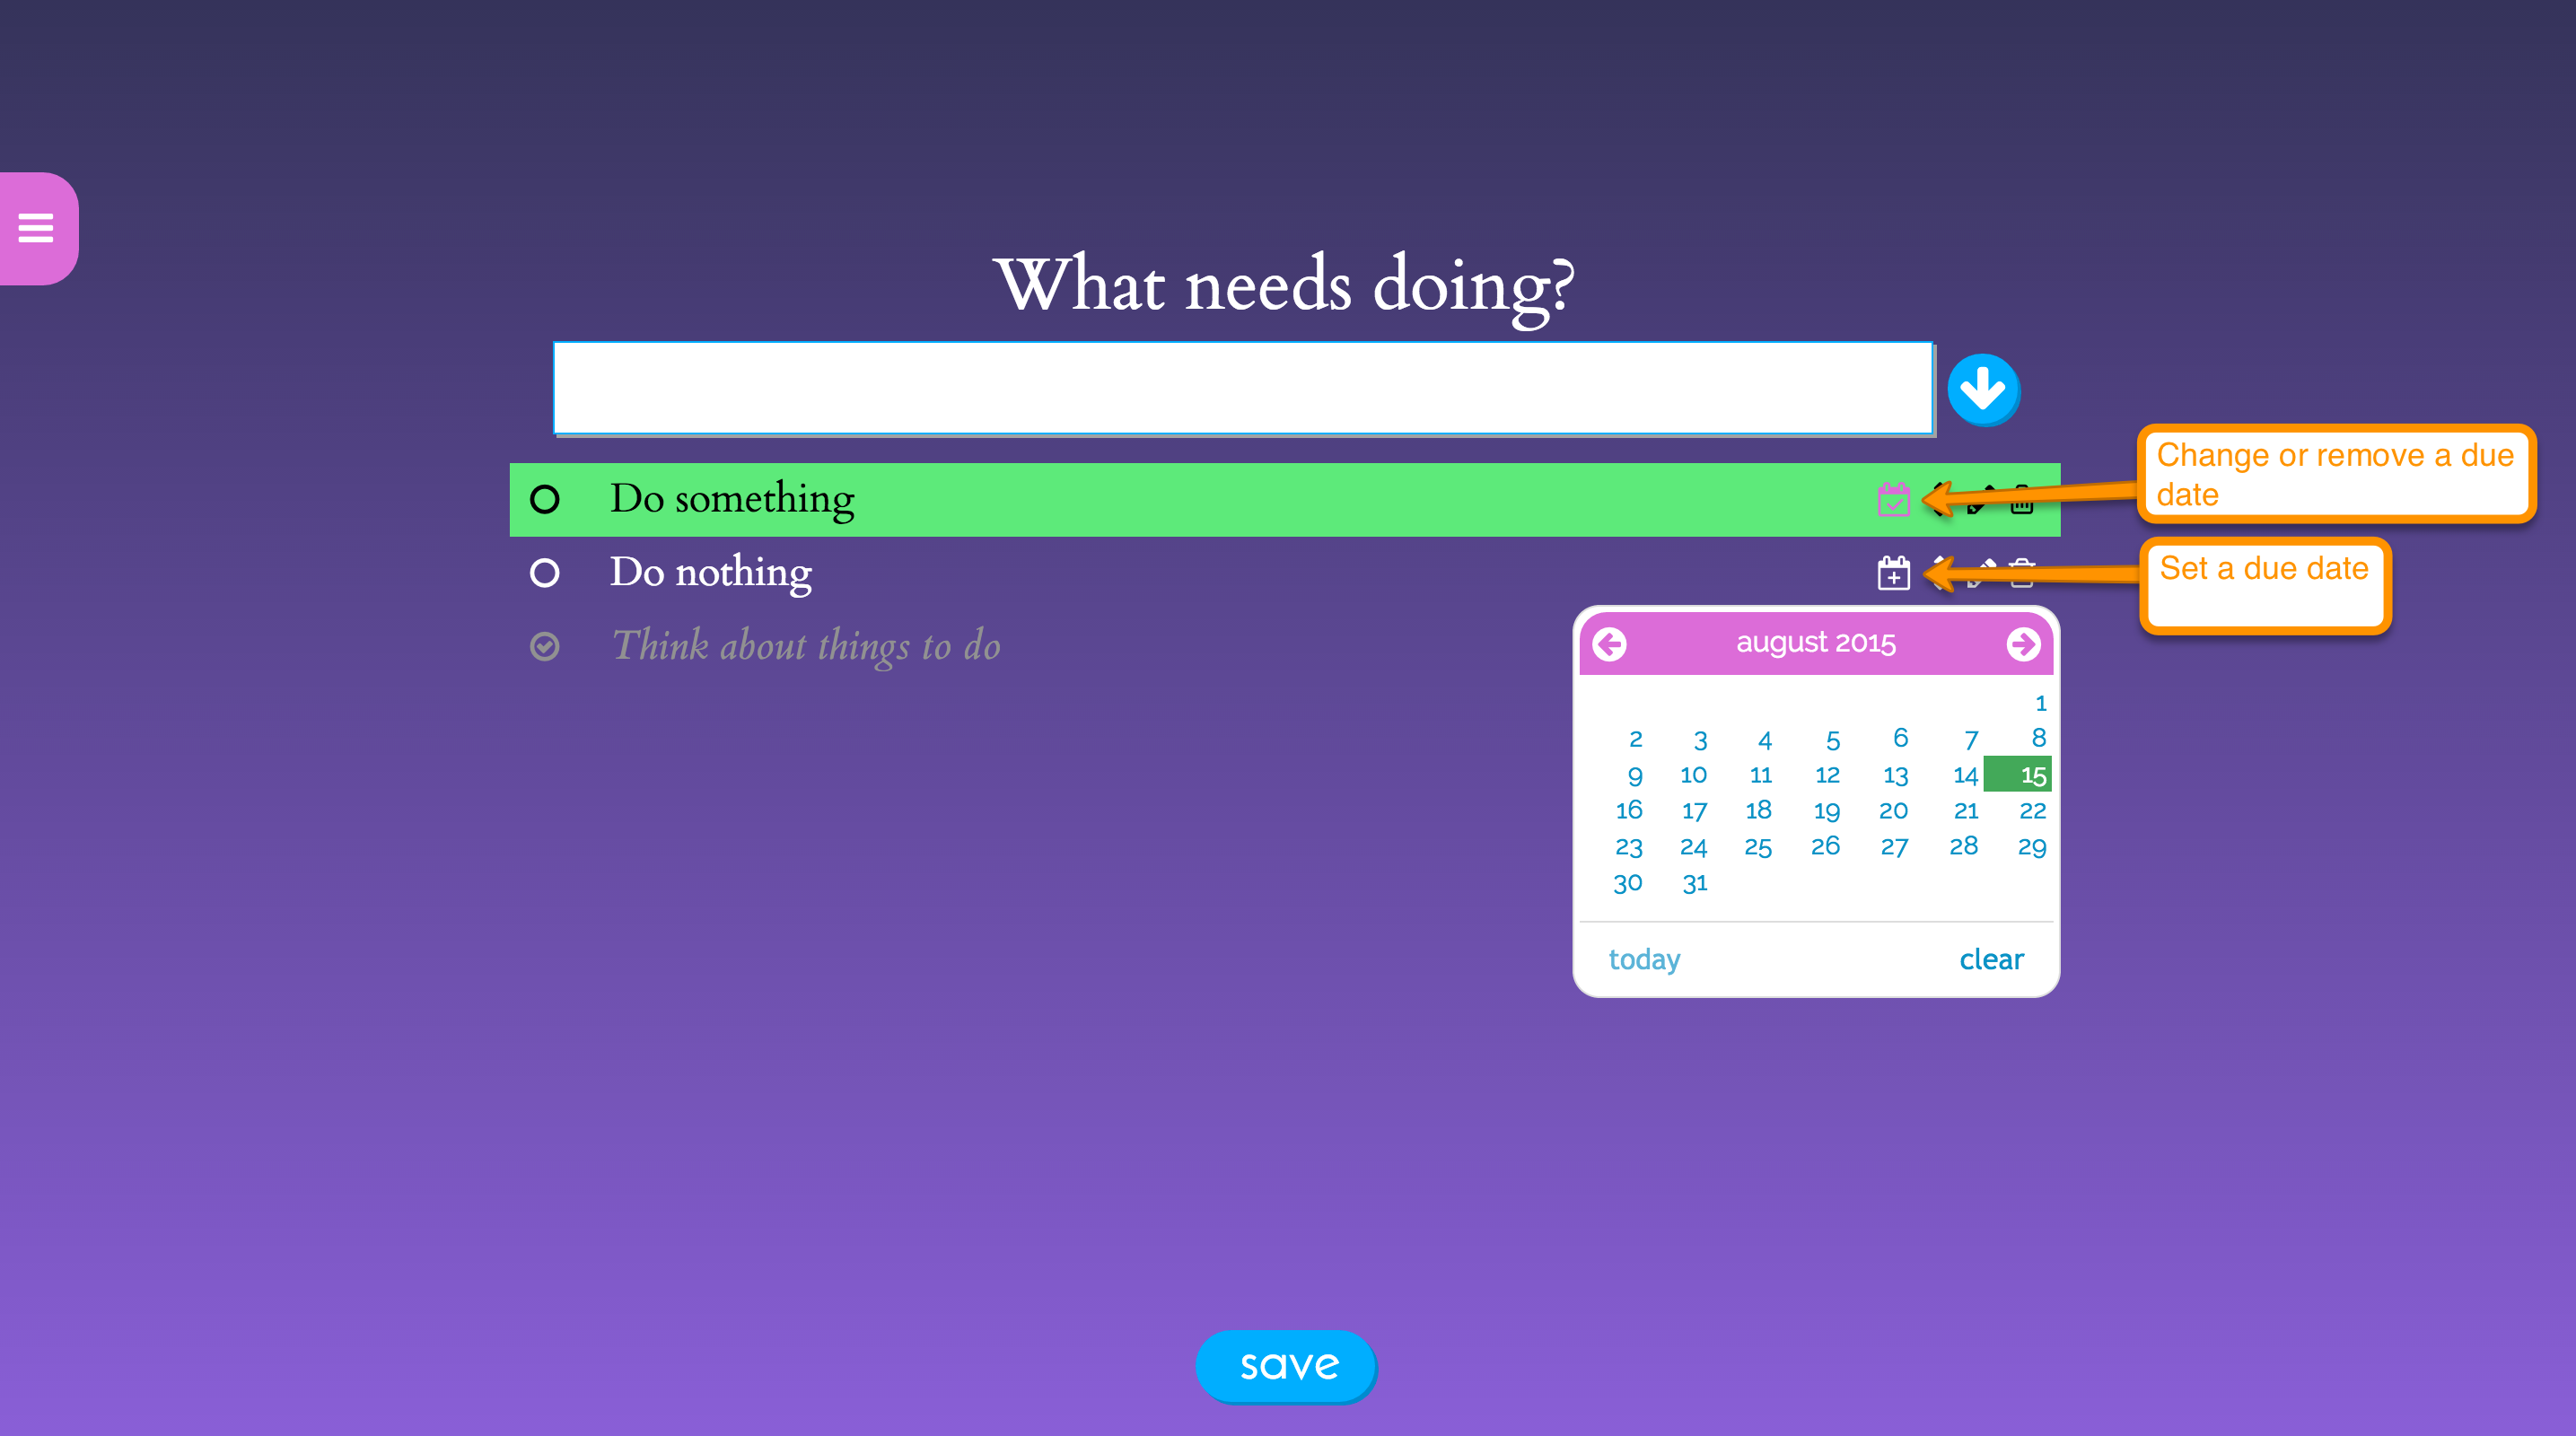 What needs doing?
Do something
Change or remove a due
date
Do nothing
Set a due date
Think about things to do
august 2015
1
2 3 4 5 6 7 8
9 10 11 12 13 14 15
16 17 18 19 20 21 22
23 24 25 26 27 28 29
30 31
today clear
save